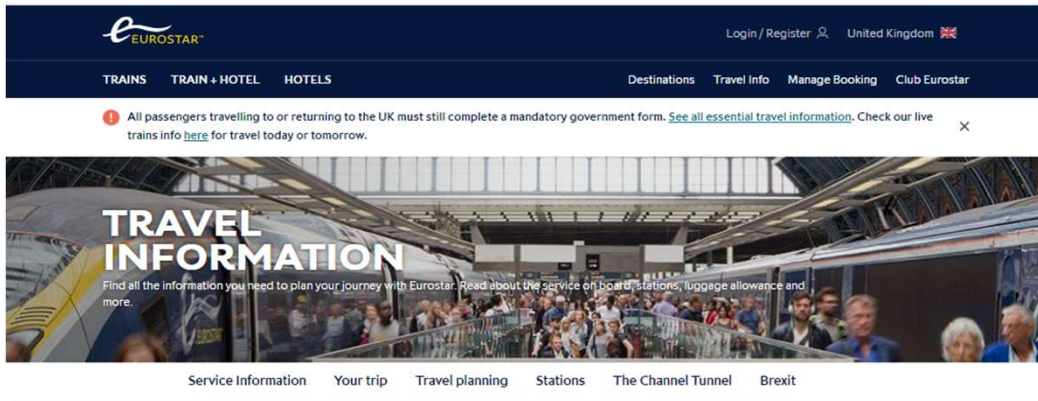 EUROSTAR™
Login / Register
United Kingdom
TRAINS
TRAIN + HOTEL
HOTELS
Destinations
Travel Info
Manage Booking
Club Eurostar
All passengers travelling to or returning to the UK must still complete a mandatory government form. See all essential travel information. Check our live
trains info here for travel today or tomorrow.
TRAVEL
INFORMATION
Find all the information you need to plan your journey with Eurostar. Read about the service on board, stations, luggage allowance and
more.
EUROSTAR
Service Information
Your trip
Travel planning
Stations
The Channel Tunnel
Brexit